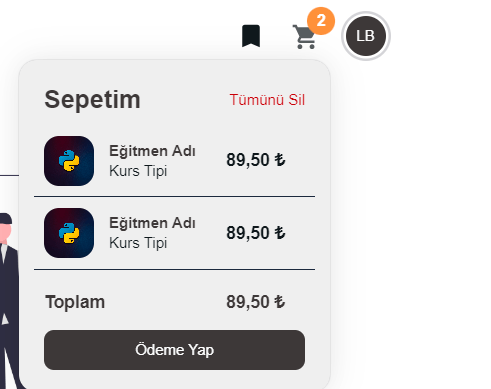 2
LB
Sepetim
Tümünü Sil
Eğitmen Adı
Kurs Tipi
89,50 ₺
Eğitmen Adı
Kurs Tipi
89,50 ₺
Toplam
89,50 ₺
Ödeme Yap